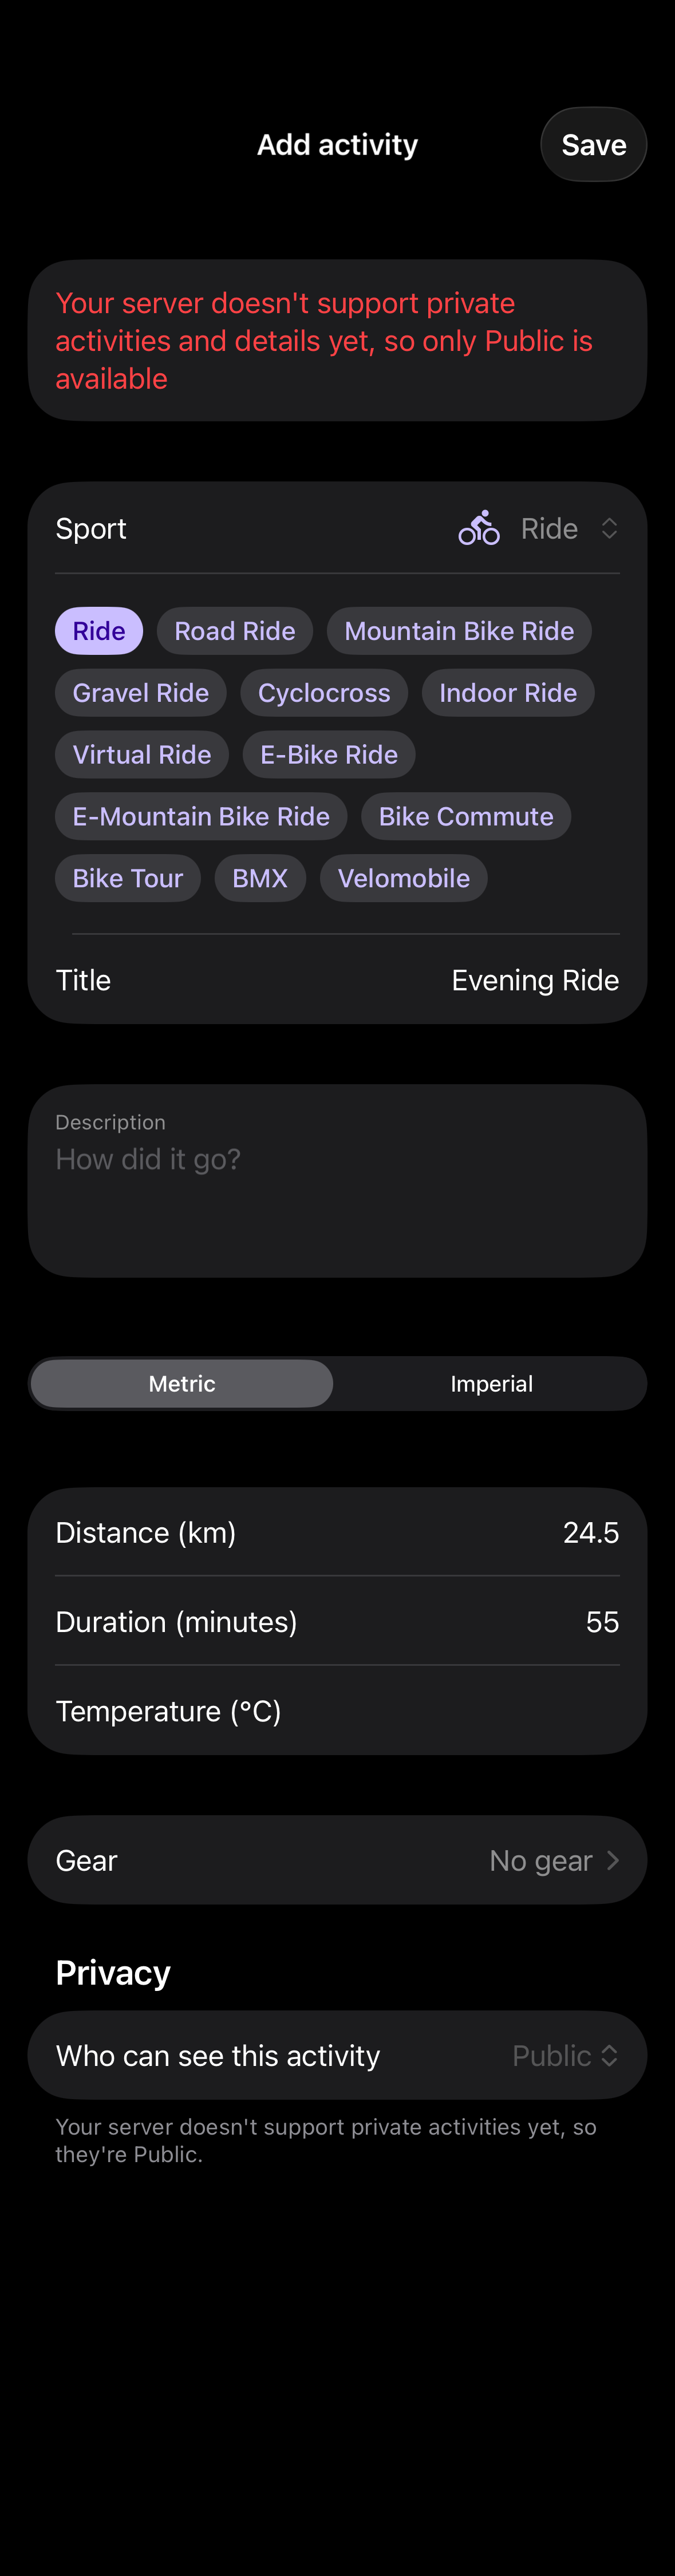 Add activity
Save
Your server doesn't support private
activities and details yet, so only Public is
available
Sport
Ride
Ride
Road Ride
Mountain Bike Ride
Gravel Ride
Cyclocross
Indoor Ride
Virtual Ride
E-Bike Ride
E-Mountain Bike Ride
Bike Commute
Bike Tour
BMX
Velomobile
Title
Evening Ride
Description
How did it go?
Metric
Imperial
Distance (km)
24.5
Duration (minutes)
55
Temperature (°C)
Gear
No gear
Privacy
Who can see this activity
Public
Your server doesn't support private activities yet, so
they're Public.